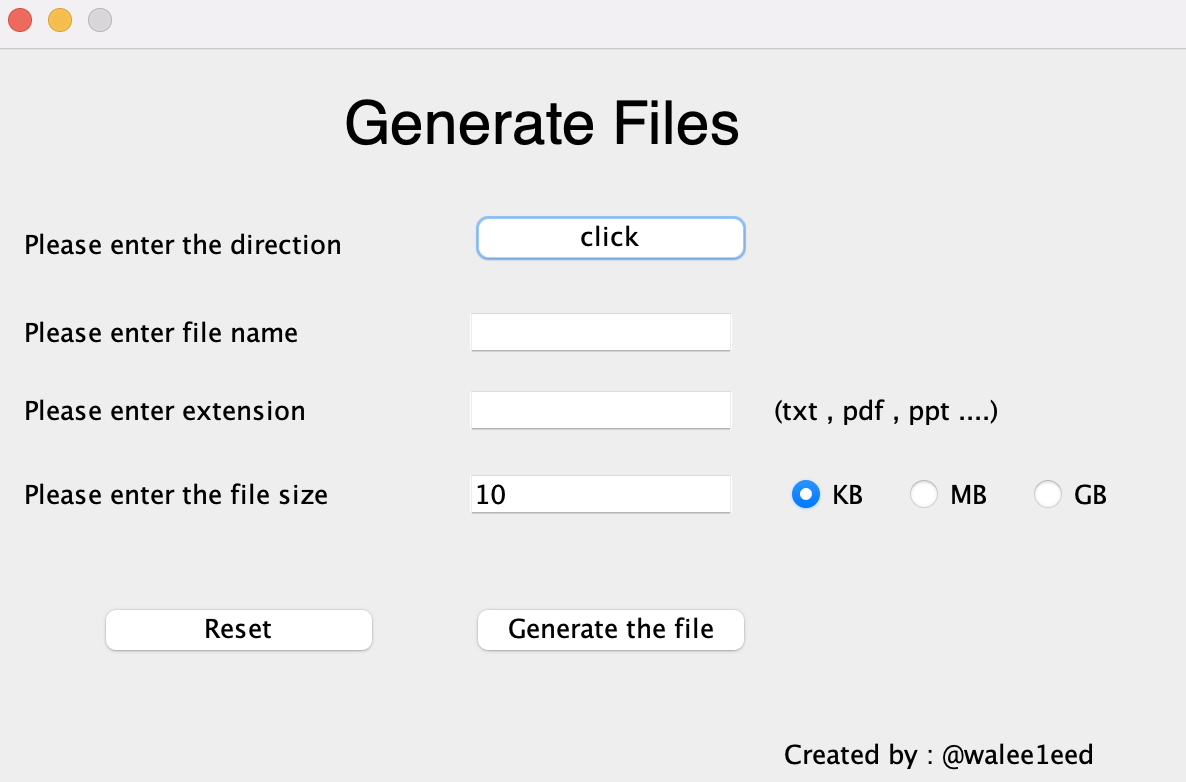 Generate Files
Please enter the direction click
Please enter file name
Please enter extension (txt , pdf , ppt ....)
Please enter the file size 10 KB MB GB
Reset Generate the file
Created by : @walee1eed